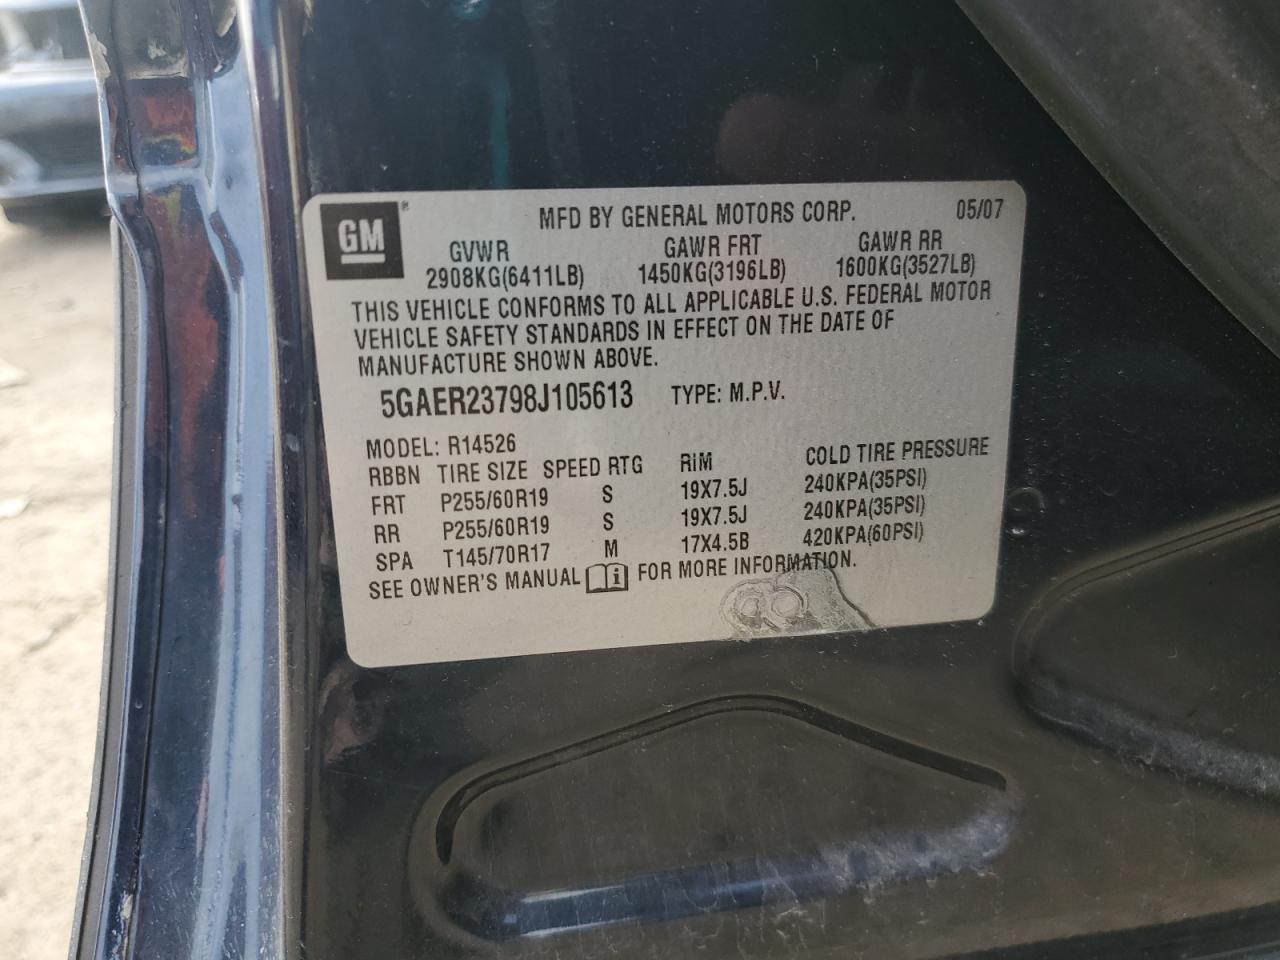 GM®
MFD BY GENERAL MOTORS CORP. 05/07
GVWR GAWR FRT GAWR RR
2908KG(6411LB) 1450KG(3196LB) 1600KG(3527LB)
THIS VEHICLE CONFORMS TO ALL APPLICABLE U.S. FEDERAL MOTOR
VEHICLE SAFETY STANDARDS IN EFFECT ON THE DATE OF
MANUFACTURE SHOWN ABOVE.
5GAER23798J105613 TYPE: M.P.V.
MODEL: R14526
RBBN TIRE SIZE SPEED RTG RIM COLD TIRE PRESSURE
FRT P255/60R19 S 19X7.5J 240KPA(35PSI)
RR P255/60R19 S 19X7.5J 240KPA(35PSI)
SPA T145/70R17 M 17X4.5B 420KPA(60PSI)
SEE OWNER'S MANUAL i FOR MORE INFORMATION.